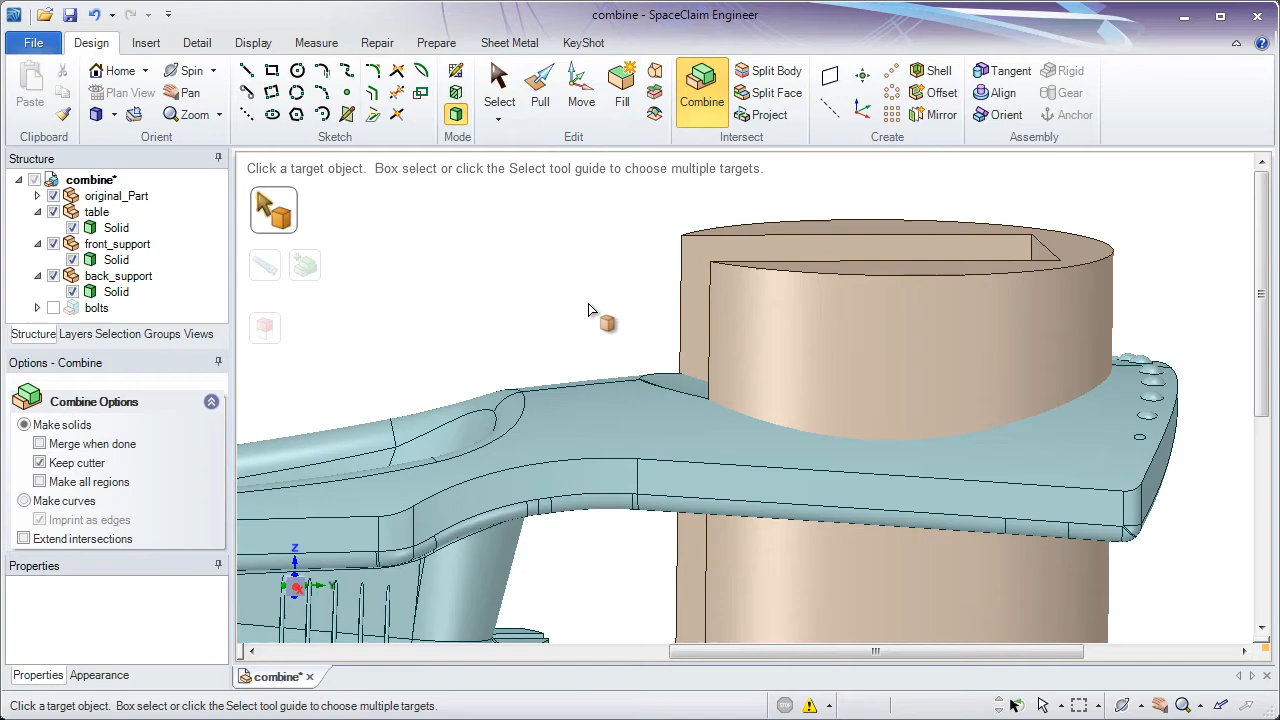 combine* - SpaceClaim Engineer
File Design Insert Detail Display Measure Repair Prepare Sheet Metal KeyShot
Paste
Clipboard
Home
Plan View
Spin
Pan
Zoom
Orient
Sketch
Mode
Select
Pull
Move
Fill
Edit
Combine
Split Body
Split Face
Project
Intersect
Shell
Offset
Mirror
Create
Tangent
Align
Orient
Rigid
Gear
Anchor
Assembly
Structure
combine*
original_Part
table
Solid
front_support
Solid
back_support
Solid
bolts
Structure Layers Selection Groups Views
Options - Combine
Combine Options
Make solids
Merge when done
Keep cutter
Make all regions
Make curves
Imprint as edges
Extend intersections
Properties
Properties Appearance
Click a target object. Box select or click the Select tool guide to choose multiple targets.
Z
Y
combine*
Click a target object. Box select or click the Select tool guide to choose multiple targets.